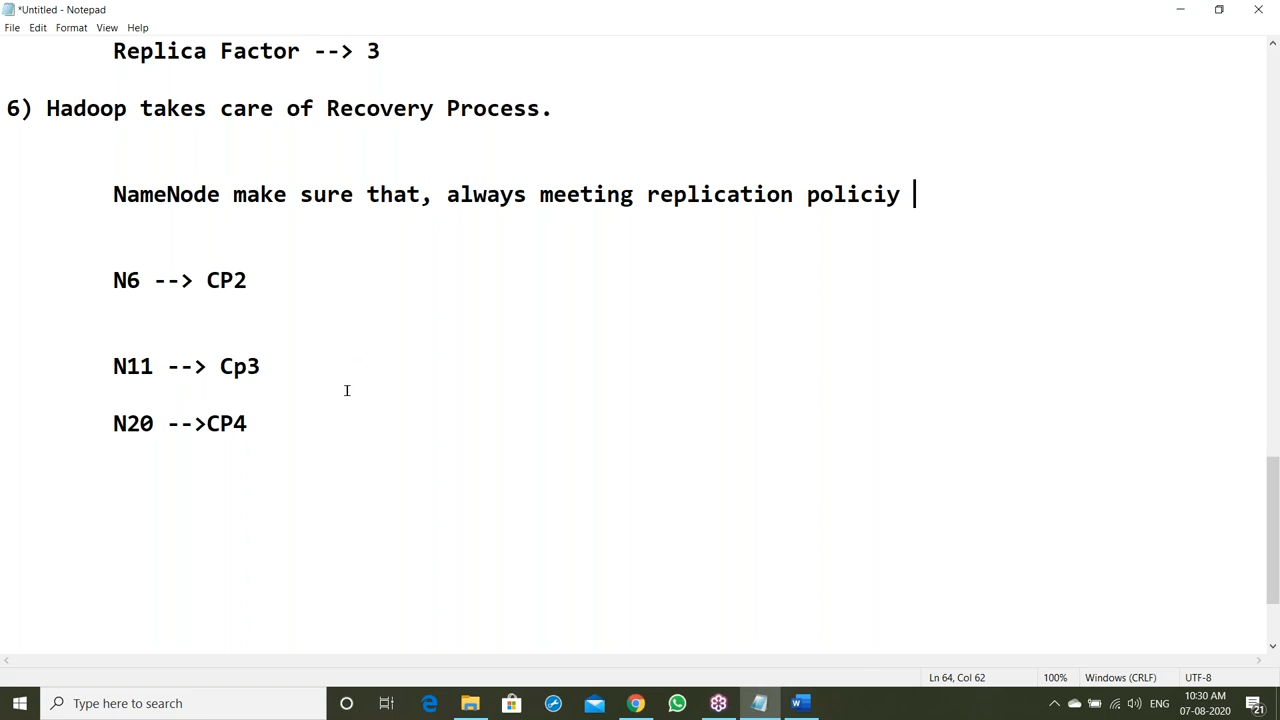 *Untitled - Notepad
File Edit Format View Help
Replica Factor --> 3
6) Hadoop takes care of Recovery Process.
NameNode make sure that, always meeting replication policiy
N6 --> CP2
N11 --> Cp3
N20 -->CP4
Ln 64, Col 62 100% Windows (CRLF) UTF-8
Type here to search
ENG
10:30 AM
07-08-2020
21